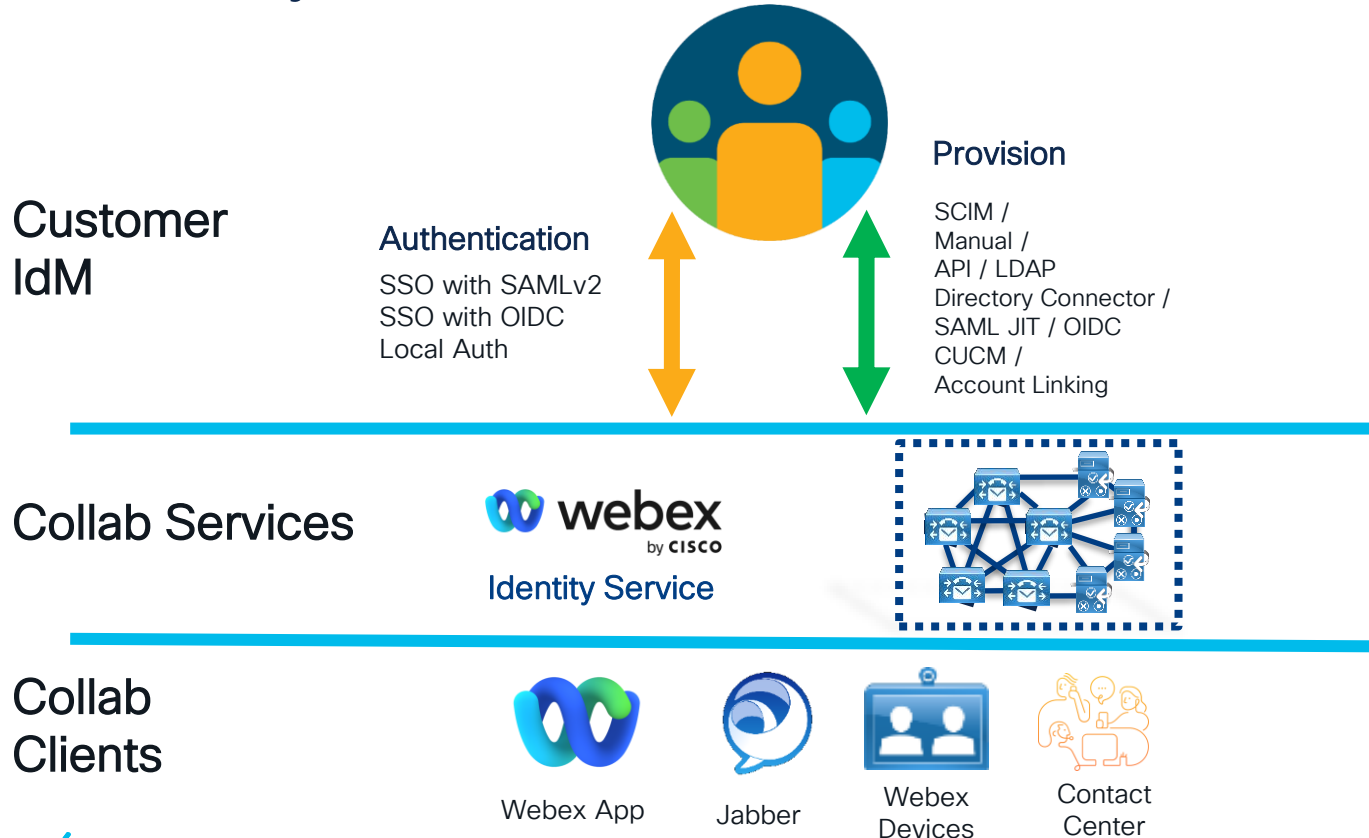 Customer
IdM
Authentication
SSO with SAMLv2
SSO with OIDC
Local Auth
Provision
SCIM /
Manual /
API / LDAP
Directory Connector /
SAML JIT / OIDC
CUCM /
Account Linking
Collab Services
webex
by CISCO
Identity Service
Collab
Clients
Webex App
Jabber
Webex
Devices
Contact
Center